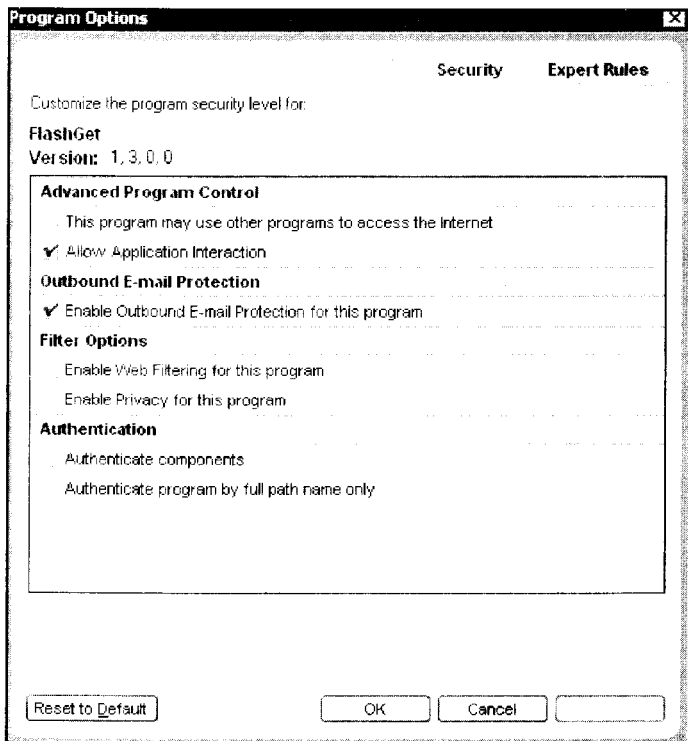 Program Options
Security Expert Rules
Customize the program security level for:
FlashGet
Version: 1, 3, 0, 0
Advanced Program Control
This program may use other programs to access the Internet
Allow Application Interaction
Outbound E-mail Protection
Enable Outbound E-mail Protection for this program
Filter Options
Enable Web Filtering for this program
Enable Privacy for this program
Authentication
Authenticate components
Authenticate program by full path name only
Reset to Default OK Cancel